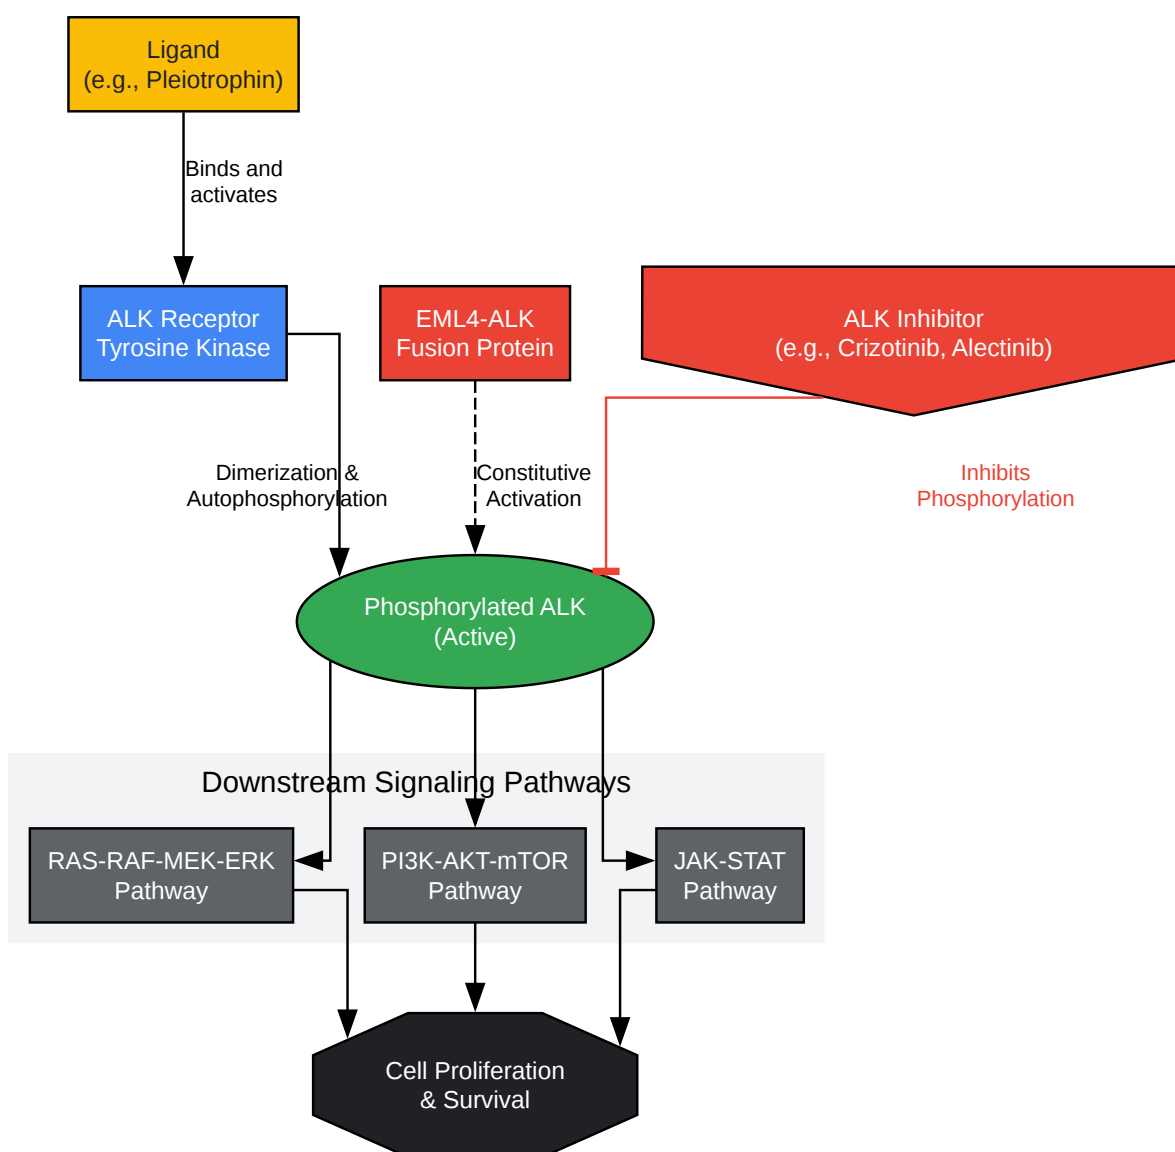 Ligand
(e.g., Pleiotrophin)
Binds and
activates
ALK Receptor
Tyrosine Kinase
EML4-ALK
Fusion Protein
ALK Inhibitor
(e.g., Crizotinib, Alectinib)
Dimerization &
Autophosphorylation
Constitutive
Activation
Inhibits
Phosphorylation
Phosphorylated ALK
(Active)
Downstream Signaling Pathways
RAS-RAF-MEK-ERK
Pathway
PI3K-AKT-mTOR
Pathway
JAK-STAT
Pathway
Cell Proliferation
& Survival